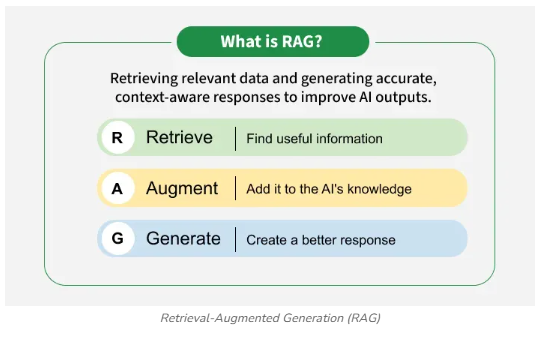 What is RAG?
Retrieving relevant data and generating accurate,
context-aware responses to improve AI outputs.
R Retrieve Find useful information
A Augment Add it to the AI's knowledge
G Generate Create a better response
Retrieval-Augmented Generation (RAG)